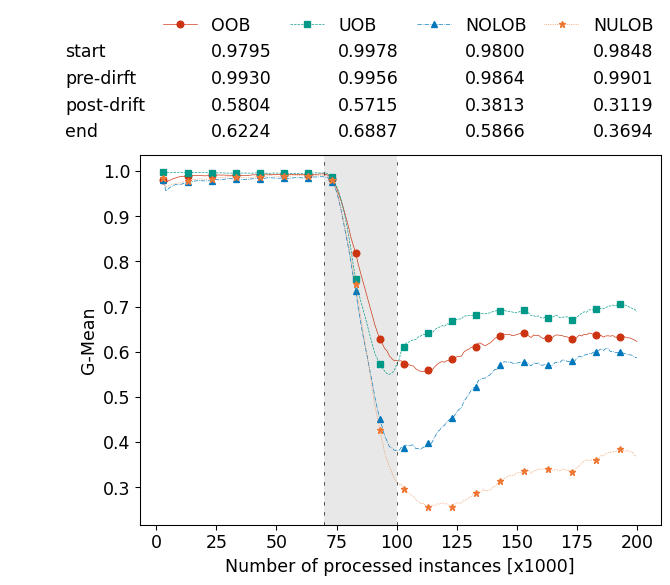 OOB UOB NOLOB NULOB
start 0.9795 0.9978 0.9800 0.9848
pre-dirft 0.9930 0.9956 0.9864 0.9901
post-drift 0.5804 0.5715 0.3813 0.3119
end 0.6224 0.6887 0.5866 0.3694
1.0
0.9
0.8
0.7
0.6
0.5
0.4
0.3
G-Mean
0 25 50 75 100 125 150 175 200
Number of processed instances [x1000]